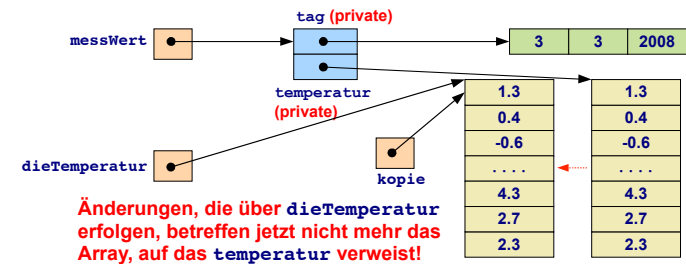 tag (private)
messWert
3 3 2008
temperatur
(private)
1.3 1.3
0.4 0.4
-0.6 -0.6
. . . . . . . .
4.3 4.3
2.7 2.7
2.3 2.3
dieTemperatur
kopie
Änderungen, die über dieTemperatur
erfolgen, betreffen jetzt nicht mehr das
Array, auf das temperatur verweist!